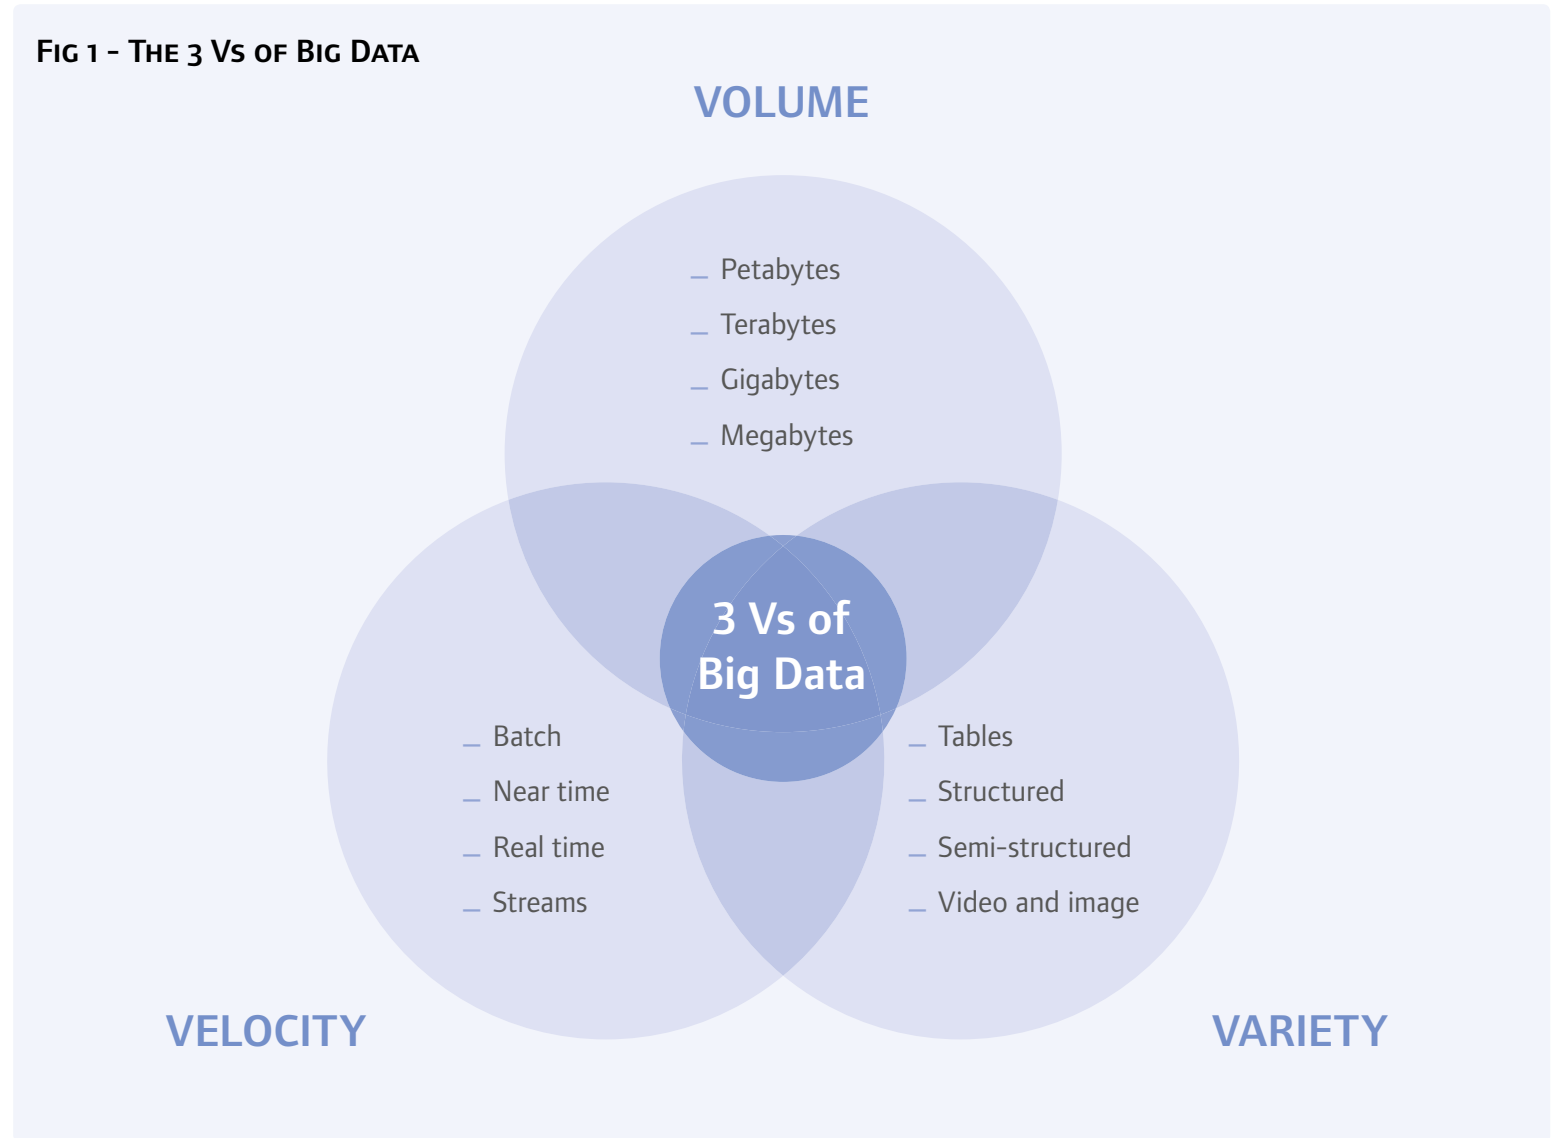 Fig 1 - The 3 Vs of Big Data
VOLUME
_ Petabytes
_ Terabytes
_ Gigabytes
_ Megabytes
3 Vs of
Big Data
_ Batch
_ Near time
_ Real time
_ Streams
_ Tables
_ Structured
_ Semi-structured
_ Video and image
VELOCITY
VARIETY